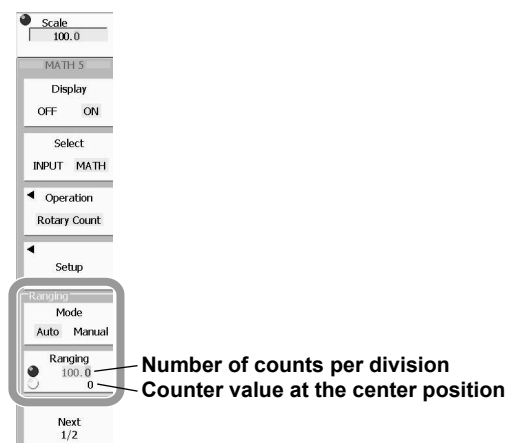 Scale
100.0
MATH 5
Display
OFF ON
Select
INPUT MATH
Operation
Rotary Count
Setup
Ranging
Mode
Auto Manual
Ranging
100.0
0
Number of counts per division
Counter value at the center position
Next
1/2